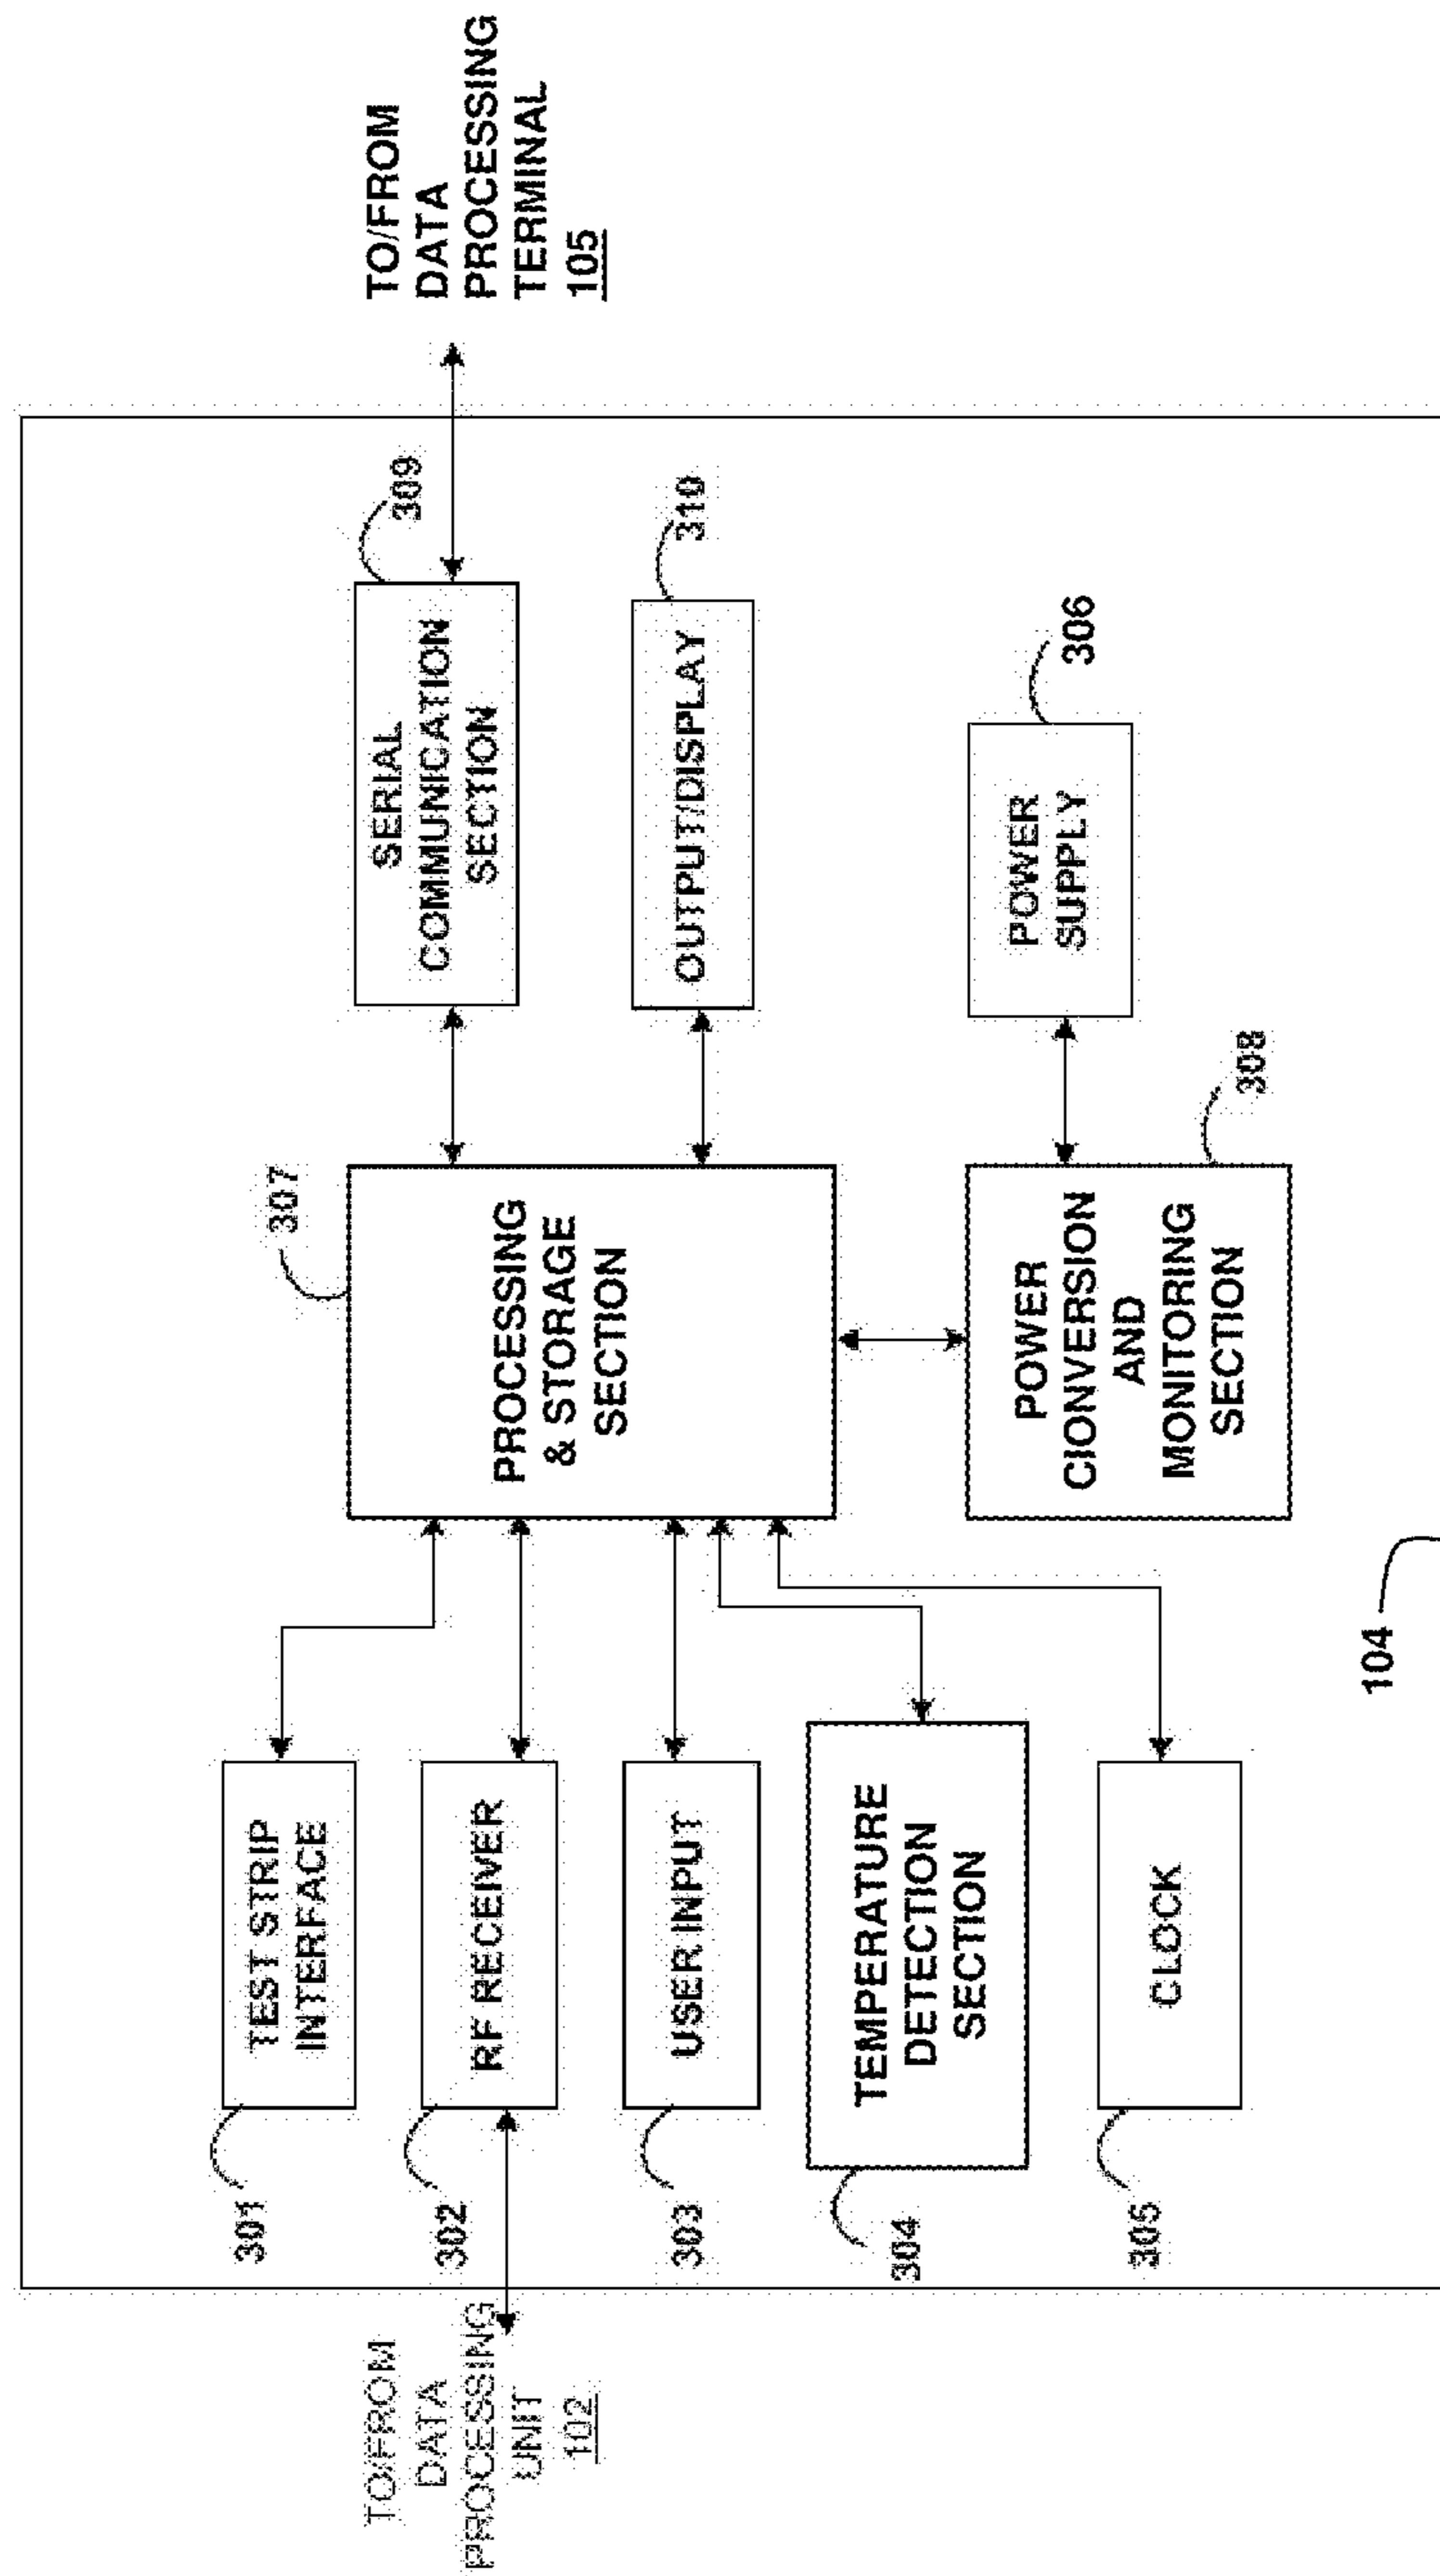 TO/FROM
DATA
PROCESSING
UNIT
102
301
TEST STRIP
INTERFACE
302
RF RECEIVER
303
USER INPUT
304
TEMPERATURE
DETECTION
SECTION
305
CLOCK
307
PROCESSING
& STORAGE
SECTION
POWER
CIONVERSION
AND
MONITORING
SECTION
308
309
SERIAL
COMMUNICATION
SECTION
310
OUTPUT/DISPLAY
POWER
SUPPLY
306
TO/FROM
DATA
PROCESSING
TERMINAL
105
104